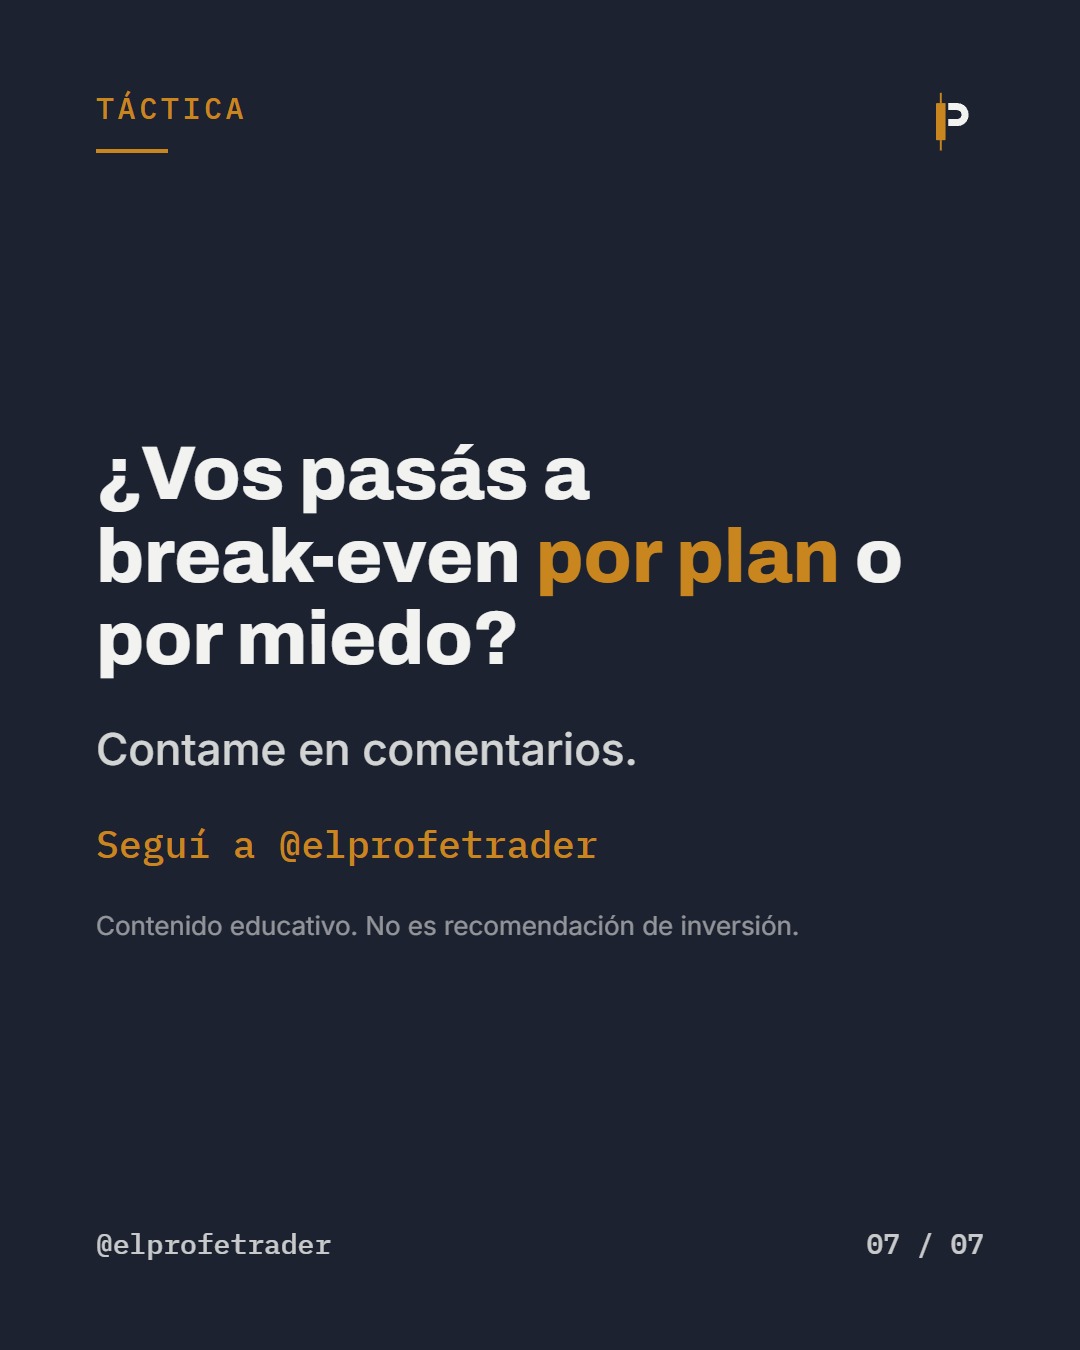 TÁCTICA
P
¿Vos pasás a
break-even por plan o
por miedo?
Contame en comentarios.
Seguí a @elprofetrader
Contenido educativo. No es recomendación de inversión.
@elprofetrader
07 / 07